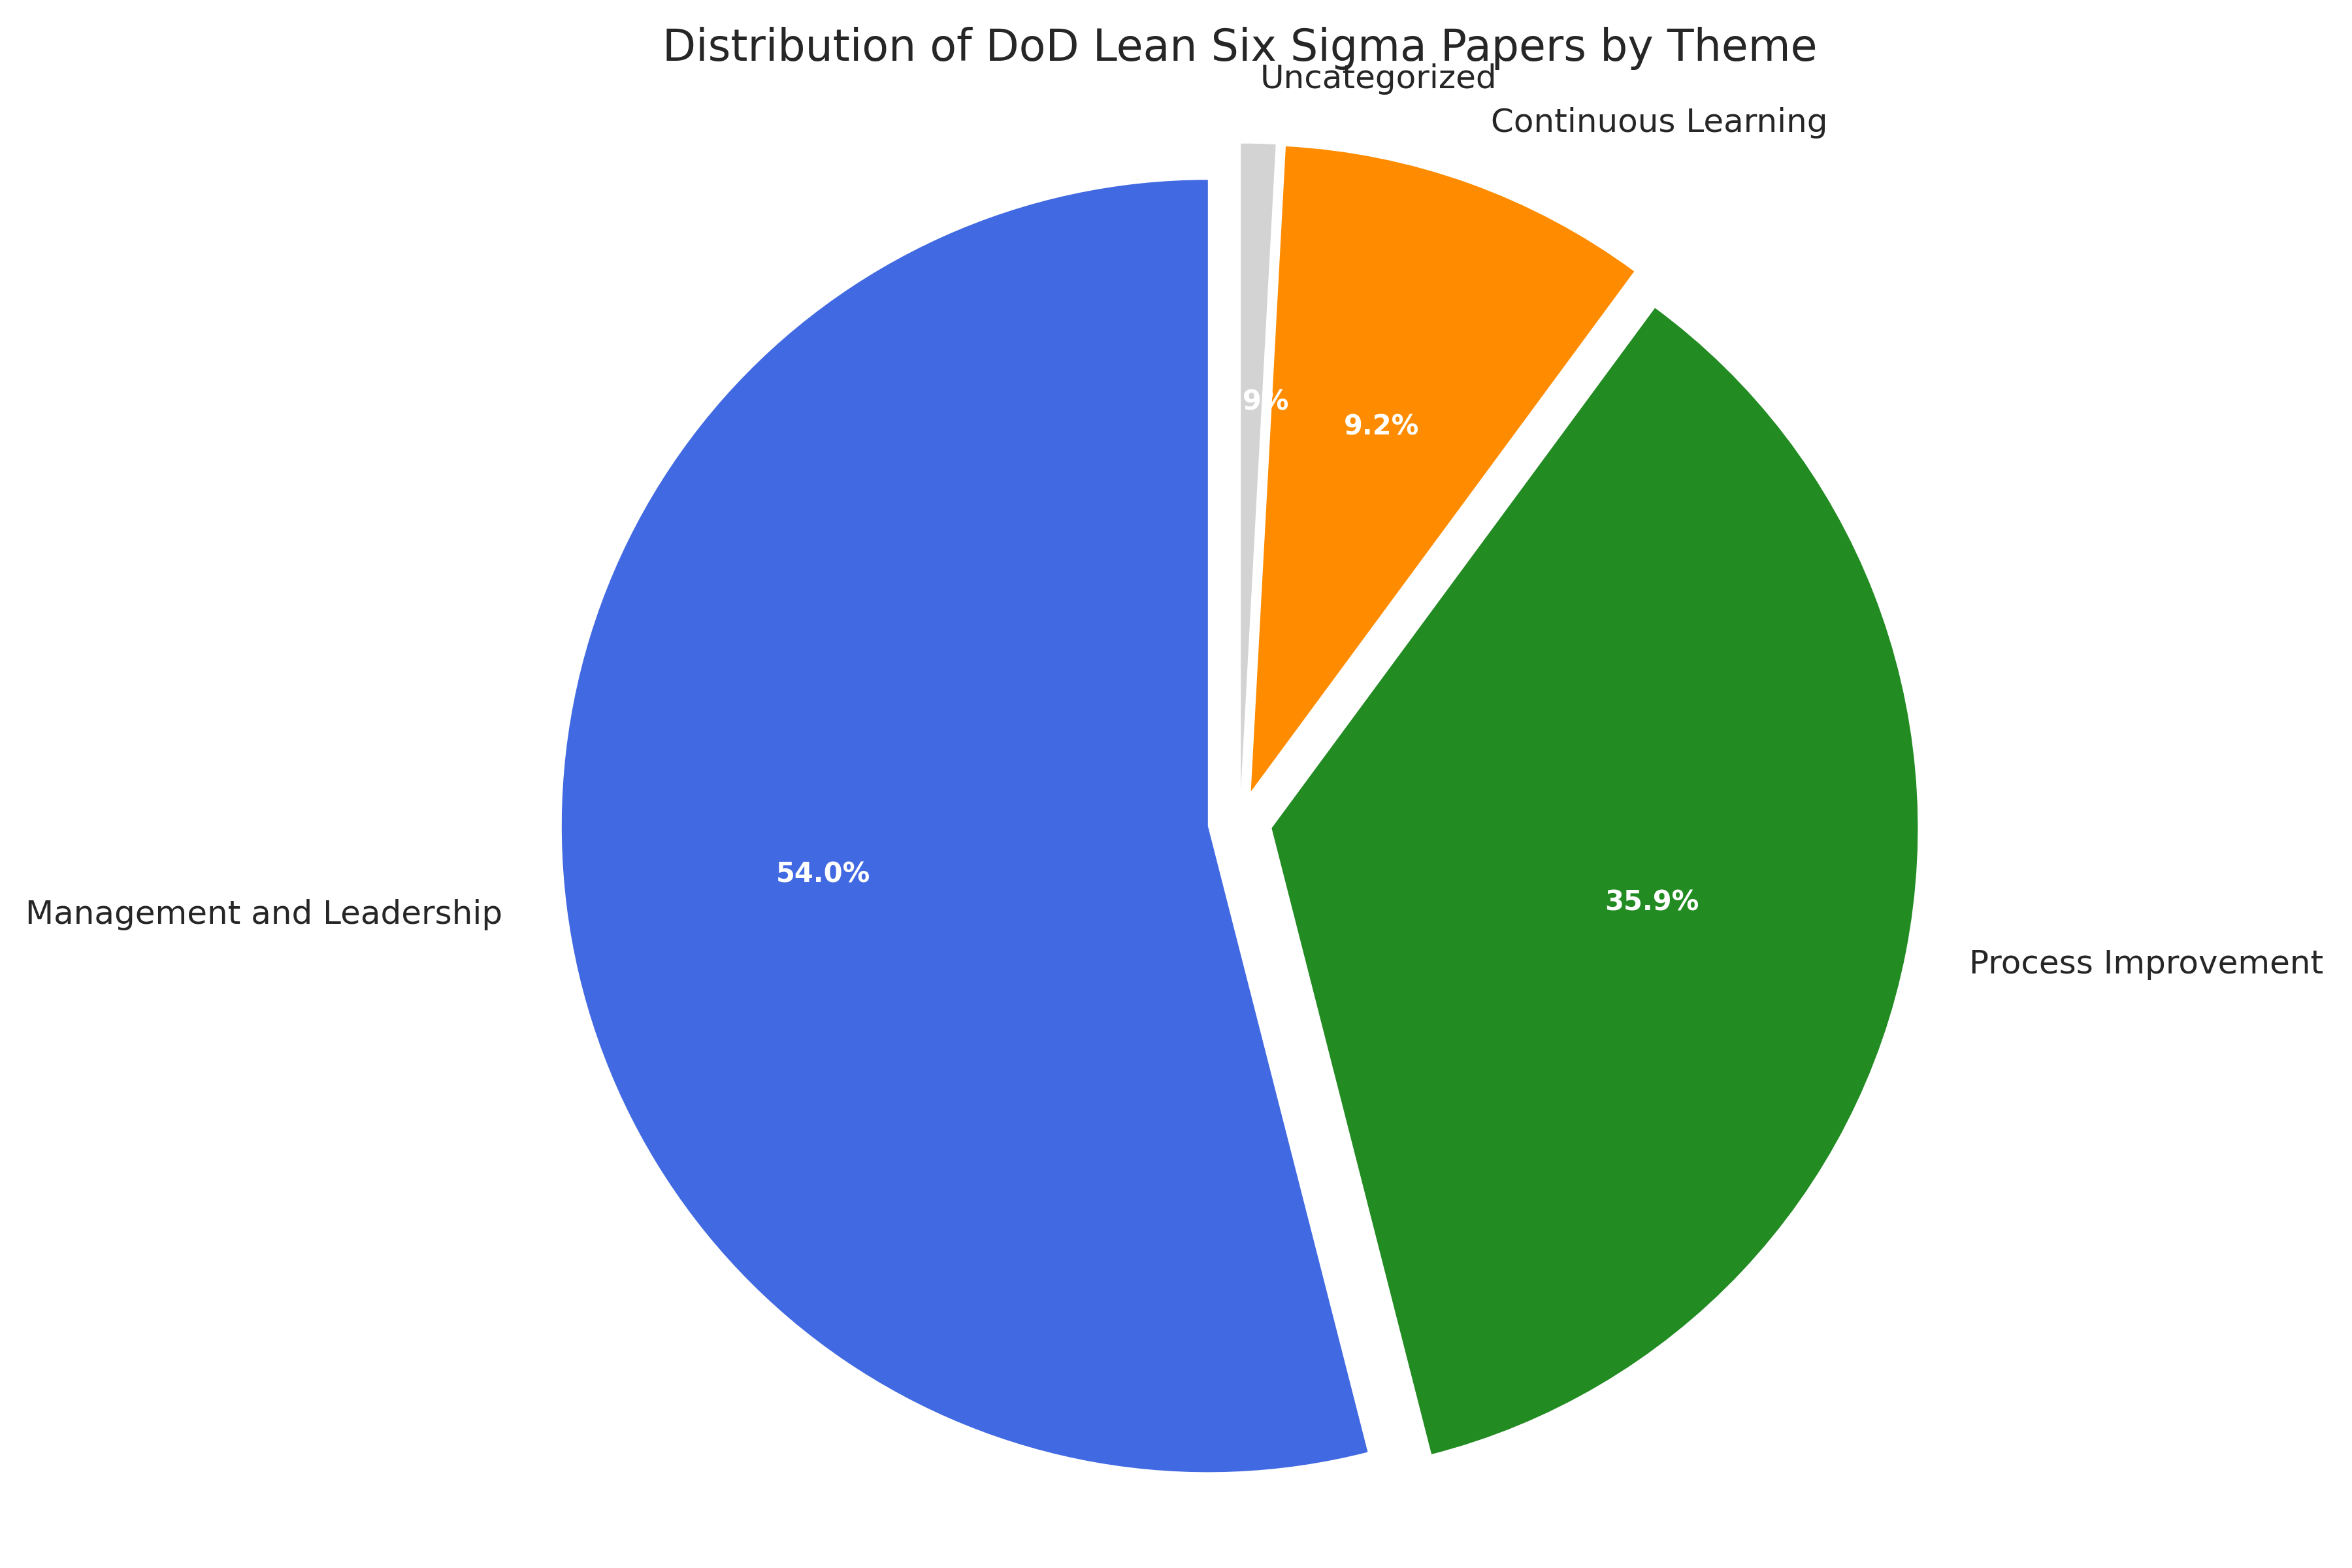 Distribution of DoD Lean Six Sigma Papers by Theme
Uncategorized
Continuous Learning
9%
9.2%
54.0%
35.9%
Management and Leadership
Process Improvement